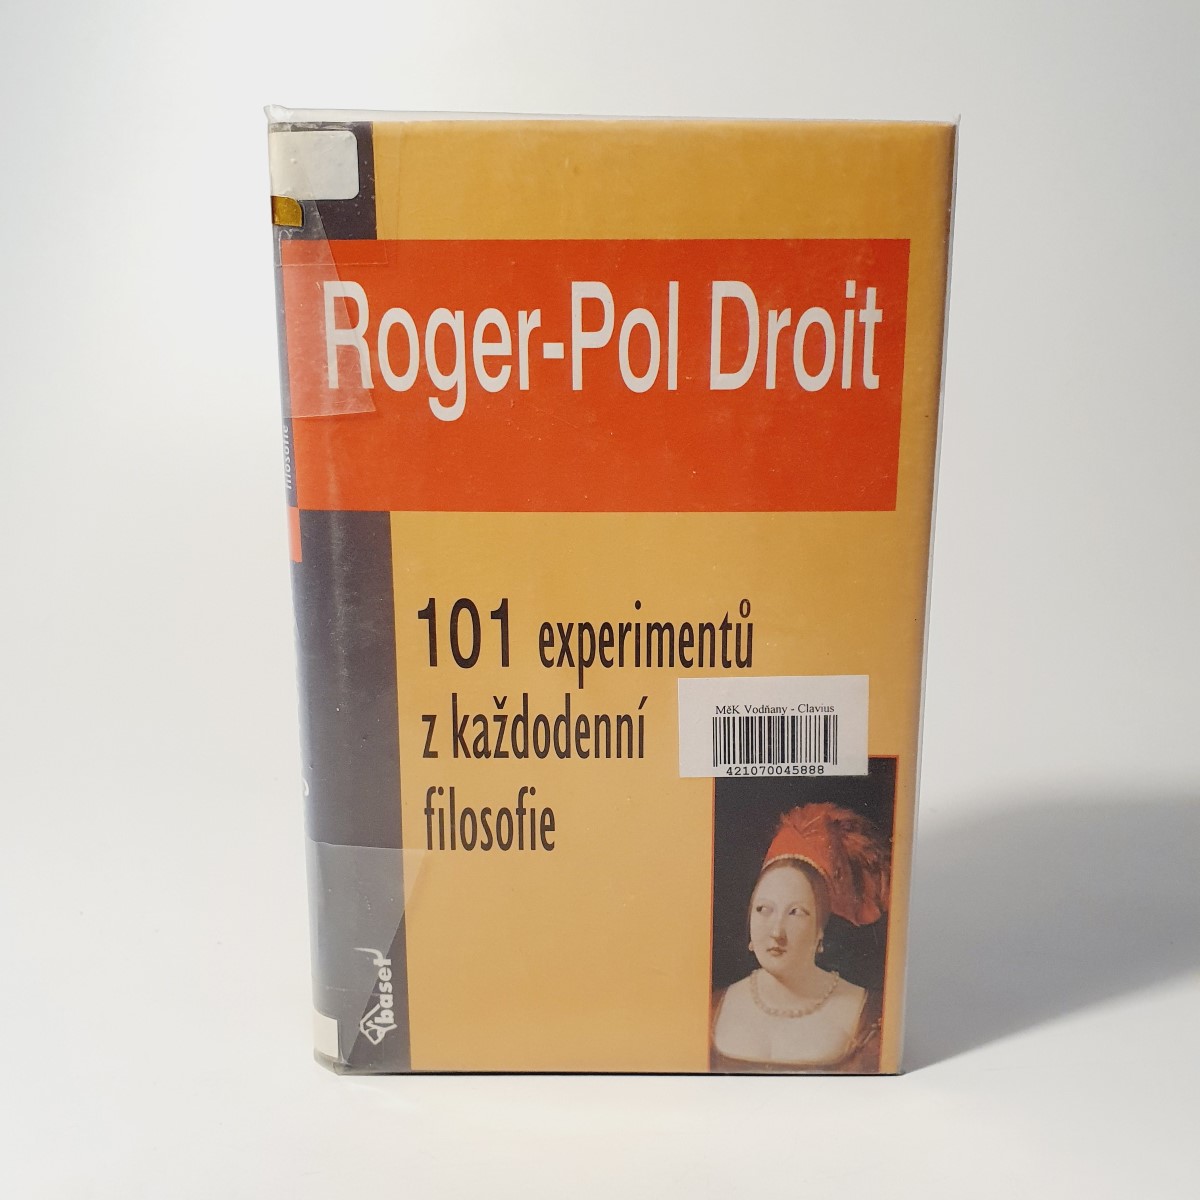 Roger-Pol Droit
101 experimentů
z každodenní
filosofie
MěK Vodňany - Clavius
421070045888
filosofie
baset